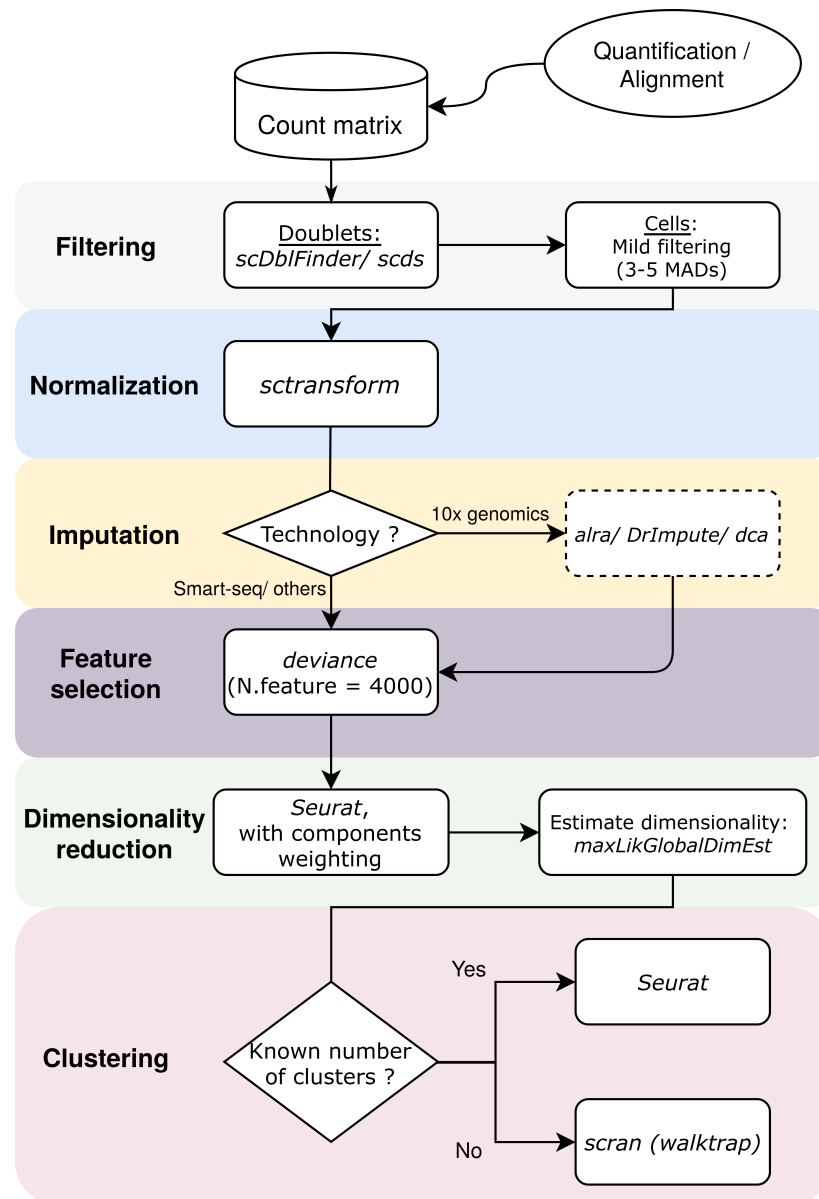 Quantification /
Alignment
Count matrix
Filtering
Doublets:
scDblFinder/ scds
Cells:
Mild filtering
(3-5 MADs)
Normalization
sctransform
Imputation
Technology ?
10x genomics
alra/ DrImpute/ dca
Smart-seq/ others
Feature
selection
deviance
(N.feature = 4000)
Dimensionality
reduction
Seurat,
with components
weighting
Estimate dimensionality:
maxLikGlobalDimEst
Clustering
Known number
of clusters ?
Yes
Seurat
No
scran (walktrap)